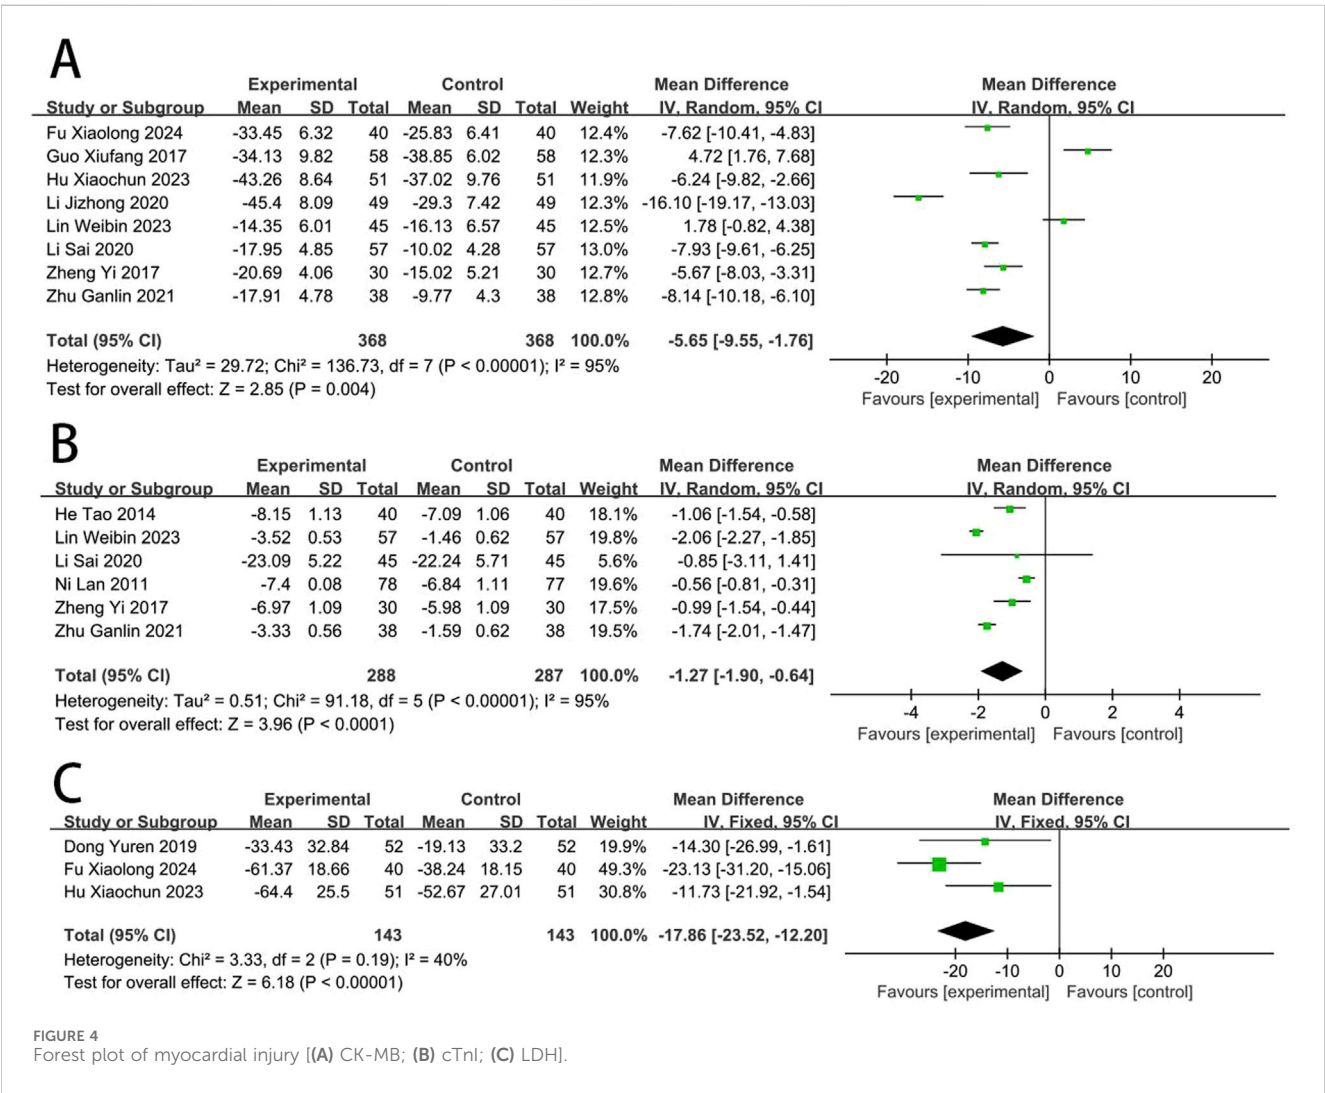 A
Experimental Control Mean Difference Mean Difference
Study or Subgroup Mean SD Total Mean SD Total Weight IV, Random, 95% CI IV, Random, 95% CI
Fu Xiaolong 2024 -33.45 6.32 40 -25.83 6.41 40 12.4% -7.62 [-10.41, -4.83]
Guo Xiufang 2017 -34.13 9.82 58 -38.85 6.02 58 12.3% 4.72 [1.76, 7.68]
Hu Xiaochun 2023 -43.26 8.64 51 -37.02 9.76 51 11.9% -6.24 [-9.82, -2.66]
Li Jizhong 2020 -45.4 8.09 49 -29.3 7.42 49 12.3% -16.10 [-19.17, -13.03]
Lin Weibin 2023 -14.35 6.01 45 -16.13 6.57 45 12.5% 1.78 [-0.82, 4.38]
Li Sai 2020 -17.95 4.85 57 -10.02 4.28 57 13.0% -7.93 [-9.61, -6.25]
Zheng Yi 2017 -20.69 4.06 30 -15.02 5.21 30 12.7% -5.67 [-8.03, -3.31]
Zhu Ganlin 2021 -17.91 4.78 38 -9.77 4.3 38 12.8% -8.14 [-10.18, -6.10]
Total (95% CI) 368 368 100.0% -5.65 [-9.55, -1.76]
Heterogeneity: Tau² = 29.72; Chi² = 136.73, df = 7 (P < 0.00001); I² = 95%
Test for overall effect: Z = 2.85 (P = 0.004)
-20 -10 0 10 20
Favours [experimental] Favours [control]
B
Experimental Control Mean Difference Mean Difference
Study or Subgroup Mean SD Total Mean SD Total Weight IV, Random, 95% CI IV, Random, 95% CI
He Tao 2014 -8.15 1.13 40 -7.09 1.06 40 18.1% -1.06 [-1.54, -0.58]
Lin Weibin 2023 -3.52 0.53 57 -1.46 0.62 57 19.8% -2.06 [-2.27, -1.85]
Li Sai 2020 -23.09 5.22 45 -22.24 5.71 45 5.6% -0.85 [-3.11, 1.41]
Ni Lan 2011 -7.4 0.08 78 -6.84 1.11 77 19.6% -0.56 [-0.81, -0.31]
Zheng Yi 2017 -6.97 1.09 30 -5.98 1.09 30 17.5% -0.99 [-1.54, -0.44]
Zhu Ganlin 2021 -3.33 0.56 38 -1.59 0.62 38 19.5% -1.74 [-2.01, -1.47]
Total (95% CI) 288 287 100.0% -1.27 [-1.90, -0.64]
Heterogeneity: Tau² = 0.51; Chi² = 91.18, df = 5 (P < 0.00001); I² = 95%
Test for overall effect: Z = 3.96 (P < 0.0001)
-4 -2 0 2 4
Favours [experimental] Favours [control]
C
Experimental Control Mean Difference Mean Difference
Study or Subgroup Mean SD Total Mean SD Total Weight IV, Fixed, 95% CI IV, Fixed, 95% CI
Dong Yuren 2019 -33.43 32.84 52 -19.13 33.2 52 19.9% -14.30 [-26.99, -1.61]
Fu Xiaolong 2024 -61.37 18.66 40 -38.24 18.15 40 49.3% -23.13 [-31.20, -15.06]
Hu Xiaochun 2023 -64.4 25.5 51 -52.67 27.01 51 30.8% -11.73 [-21.92, -1.54]
Total (95% CI) 143 143 100.0% -17.86 [-23.52, -12.20]
Heterogeneity: Chi² = 3.33, df = 2 (P = 0.19); I² = 40%
Test for overall effect: Z = 6.18 (P < 0.00001)
-20 -10 0 10 20
Favours [experimental] Favours [control]
FIGURE 4
Forest plot of myocardial injury [(A) CK-MB; (B) cTnI; (C) LDH].